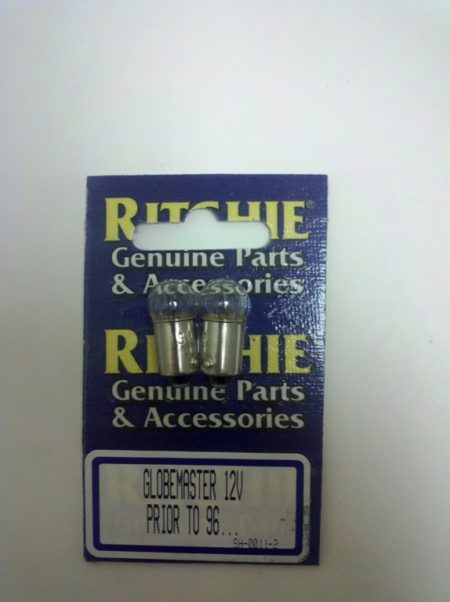 RITCHIE®
Genuine Parts
& Accessories
RITCHIE
Genuine Parts
& Accessories
GLOBEMASTER 12V
PRIOR TO 96...
SH-0011-2